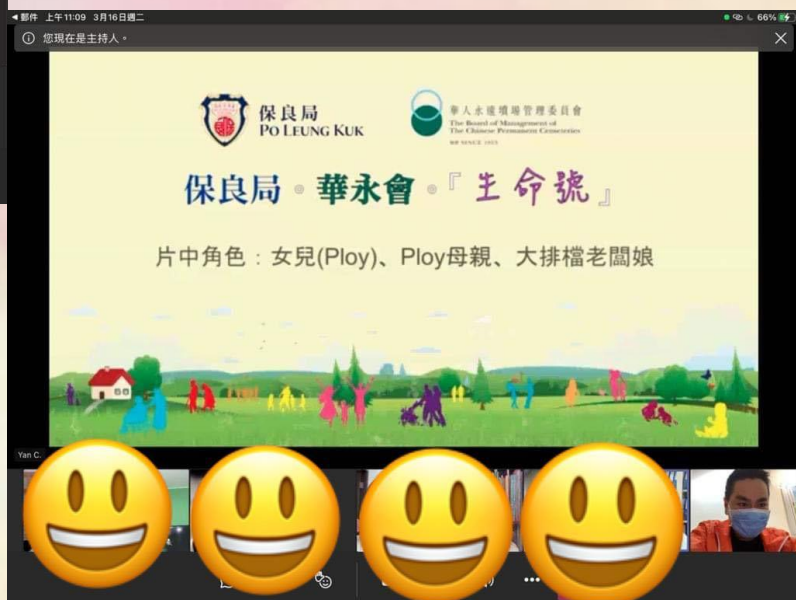 ◀郵件 上午11:09 3月16日週二
66%
您現在是主持人。
保良局
PO LEUNG KUK
華人永遠墳場管理委員會
The Board of Management of
The Chinese Permanent Cemeteries
SINCE 1913
保良局。華永會。『生命號』
片中角色：女兒(Ploy)、Ploy母親、大排檔老闆娘
Yan C.